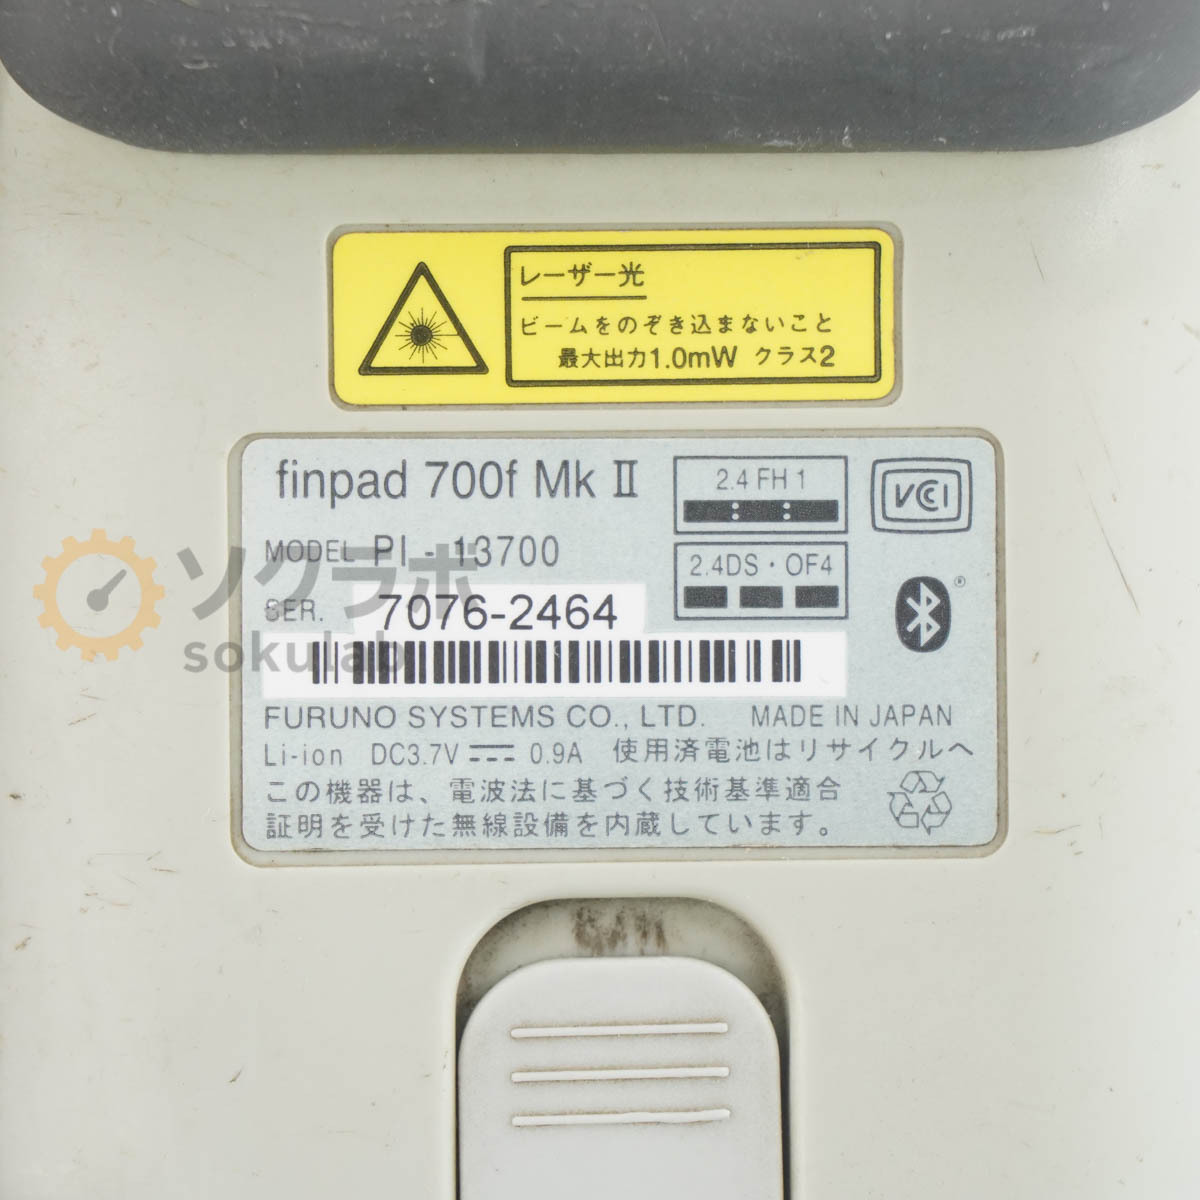 レーザー光
ビームをのぞき込まないこと
最大出力1.0mW クラス2
finpad 700f Mk Ⅱ
2.4 FH 1
VCCI
MODEL PI - 13700
2.4DS・OF4
SER. 7076-2464
ソクラボ
sokulab
FURUNO SYSTEMS CO., LTD. MADE IN JAPAN
Li-ion DC3.7V 0.9A 使用済電池はリサイクルへ
この機器は、電波法に基づく技術基準適合
証明を受けた無線設備を内蔵しています。